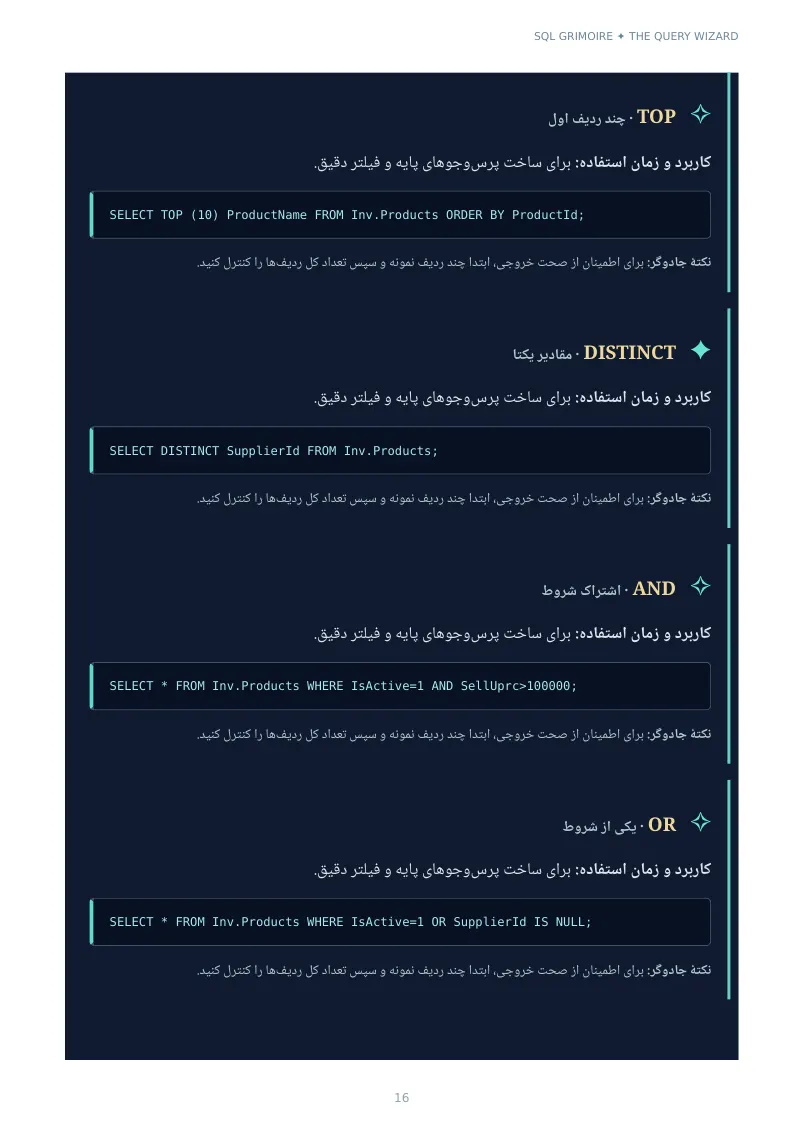 SQL GRIMOIRE ✦ THE QUERY WIZARD
✧ TOP · چند ردیف اول
کاربرد و زمان استفاده: برای ساخت پرس‌وجوهای پایه و فیلتر دقیق.
SELECT TOP (10) ProductName FROM Inv.Products ORDER BY ProductId;
نکتهٔ جادوگر: برای اطمینان از صحت خروجی، ابتدا چند ردیف نمونه و سپس تعداد کل ردیف‌ها را کنترل کنید.
✦ DISTINCT · مقادیر یکتا
کاربرد و زمان استفاده: برای ساخت پرس‌وجوهای پایه و فیلتر دقیق.
SELECT DISTINCT SupplierId FROM Inv.Products;
نکتهٔ جادوگر: برای اطمینان از صحت خروجی، ابتدا چند ردیف نمونه و سپس تعداد کل ردیف‌ها را کنترل کنید.
✧ AND · اشتراک شروط
کاربرد و زمان استفاده: برای ساخت پرس‌وجوهای پایه و فیلتر دقیق.
SELECT * FROM Inv.Products WHERE IsActive=1 AND SellUprc>100000;
نکتهٔ جادوگر: برای اطمینان از صحت خروجی، ابتدا چند ردیف نمونه و سپس تعداد کل ردیف‌ها را کنترل کنید.
✧ OR · یکی از شروط
کاربرد و زمان استفاده: برای ساخت پرس‌وجوهای پایه و فیلتر دقیق.
SELECT * FROM Inv.Products WHERE IsActive=1 OR SupplierId IS NULL;
نکتهٔ جادوگر: برای اطمینان از صحت خروجی، ابتدا چند ردیف نمونه و سپس تعداد کل ردیف‌ها را کنترل کنید.
16